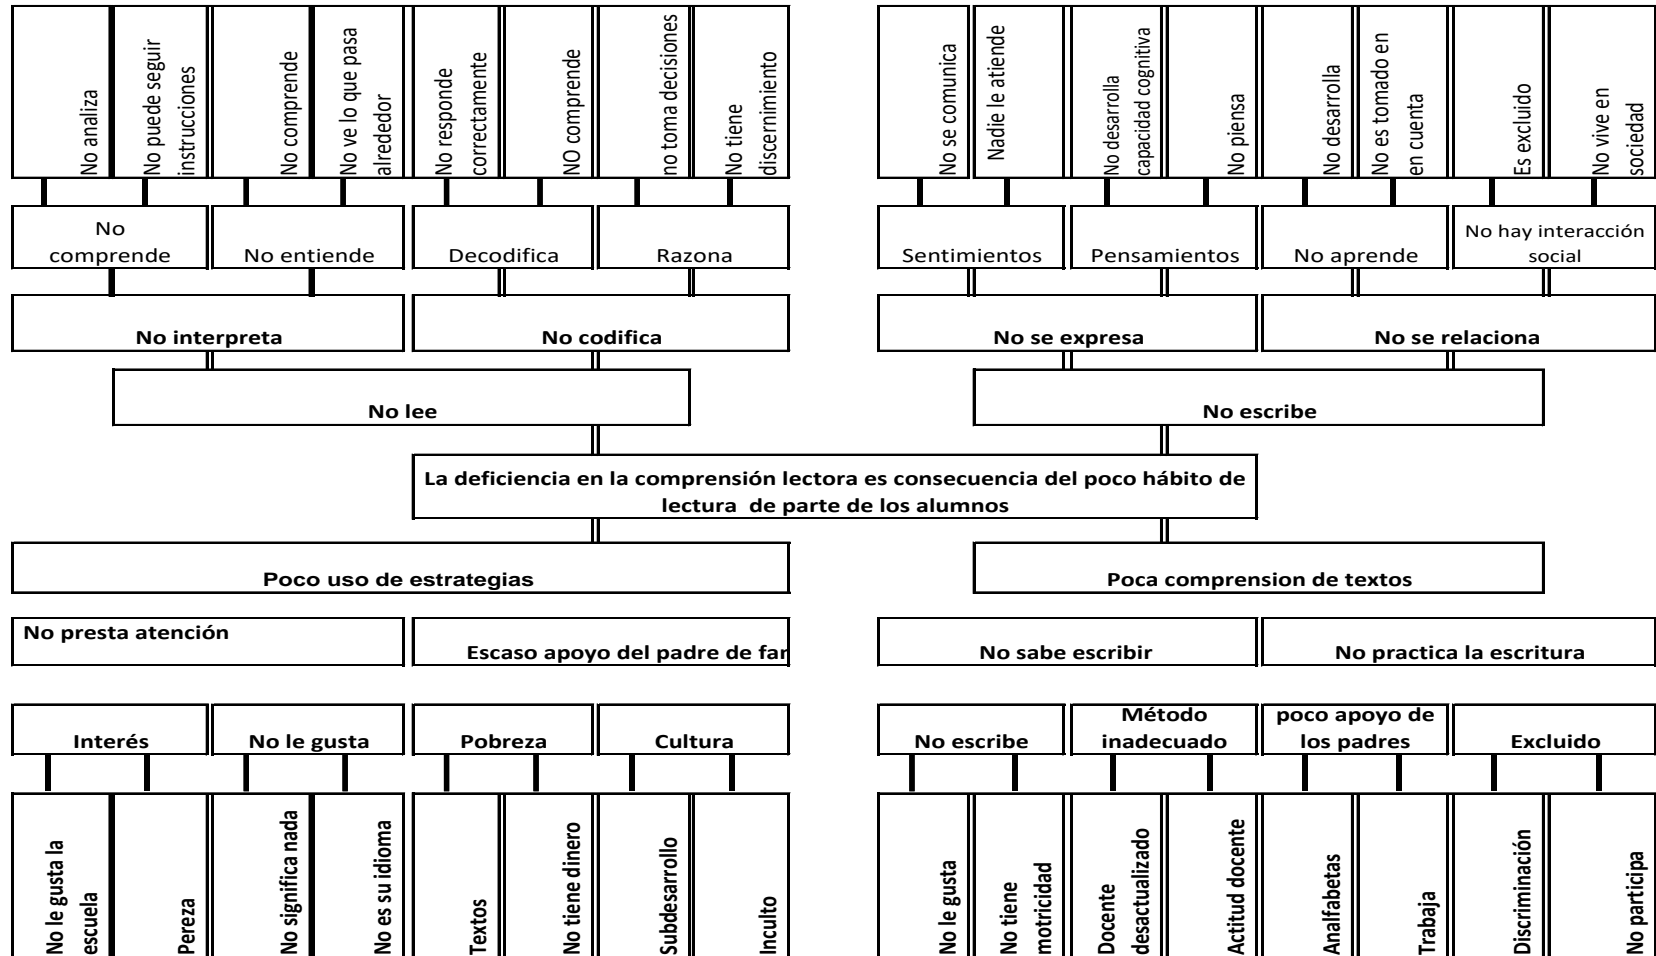 No analiza
No puede seguir
instrucciones
No comprende
No ve lo que pasa
alrededor
No responde
correctamente
NO comprende
no toma decisiones
No tiene
discernimiento
No se comunica
Nadie le atiende
No desarrolla
capacidad cognitiva
No piensa
No desarrolla
No es tomado en
en cuenta
Es excluido
No vive en
sociedad
No
comprende
No entiende
Decodifica
Razona
Sentimientos
Pensamientos
No aprende
No hay interacción
social
No interpreta
No codifica
No se expresa
No se relaciona
No lee
No escribe
La deficiencia en la comprensión lectora es consecuencia del poco hábito de
lectura de parte de los alumnos
Poco uso de estrategias
Poca comprension de textos
No presta atención
Escaso apoyo del padre de far
No sabe escribir
No practica la escritura
Interés
No le gusta
Pobreza
Cultura
No escribe
Método
inadecuado
poco apoyo de
los padres
Excluido
No le gusta la
escuela
Pereza
No significa nada
No es su idioma
Textos
No tiene dinero
Subdesarrollo
Inculto
No le gusta
No tiene
motricidad
Docente
desactualizado
Actitud docente
Analfabetas
Trabaja
Discriminación
No participa